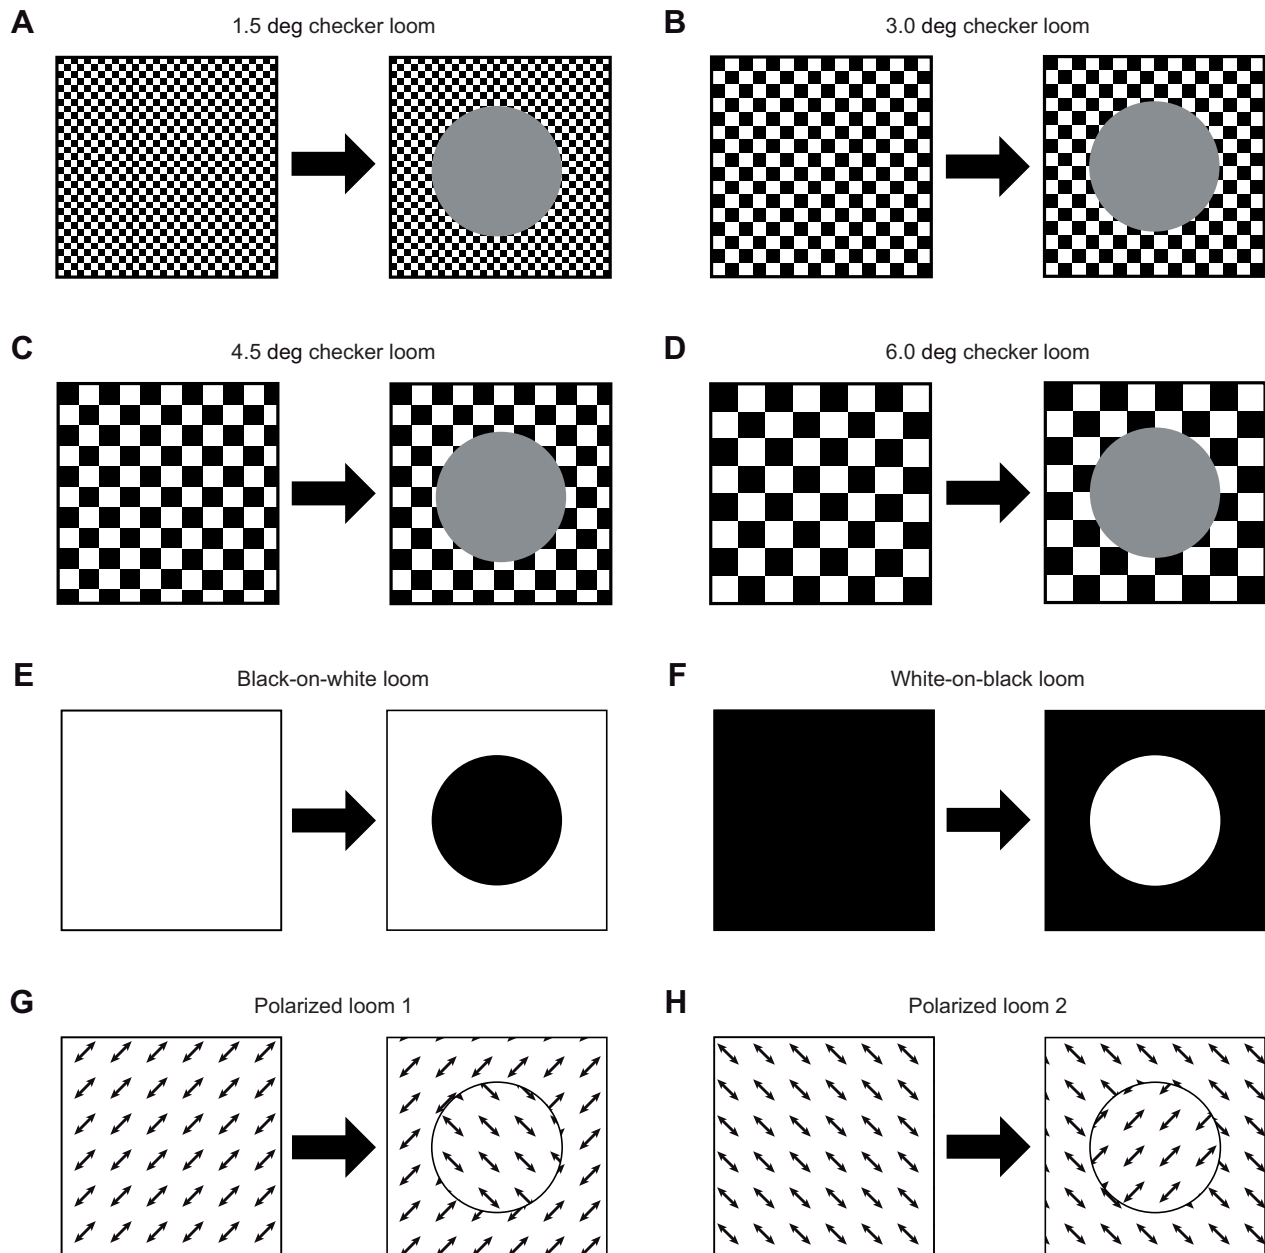 A 1.5 deg checker loom
B 3.0 deg checker loom
C 4.5 deg checker loom
D 6.0 deg checker loom
E Black-on-white loom
F White-on-black loom
G Polarized loom 1
H Polarized loom 2